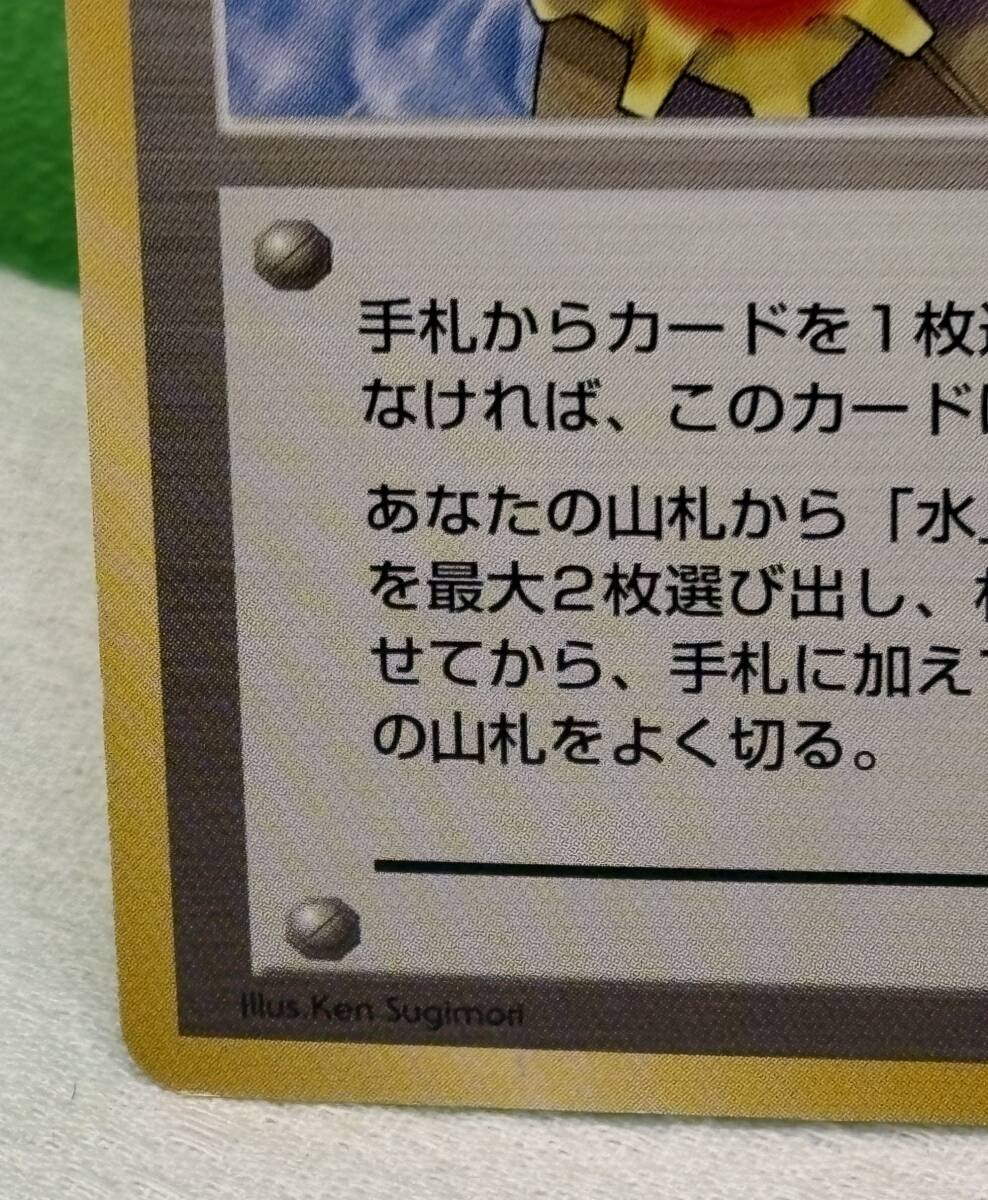 手札からカードを1枚
なければ、このカード
あなたの山札から「水」
を最大2枚選び出し、
せてから、手札に加え
の山札をよく切る。
Illus.Ken Sugimori